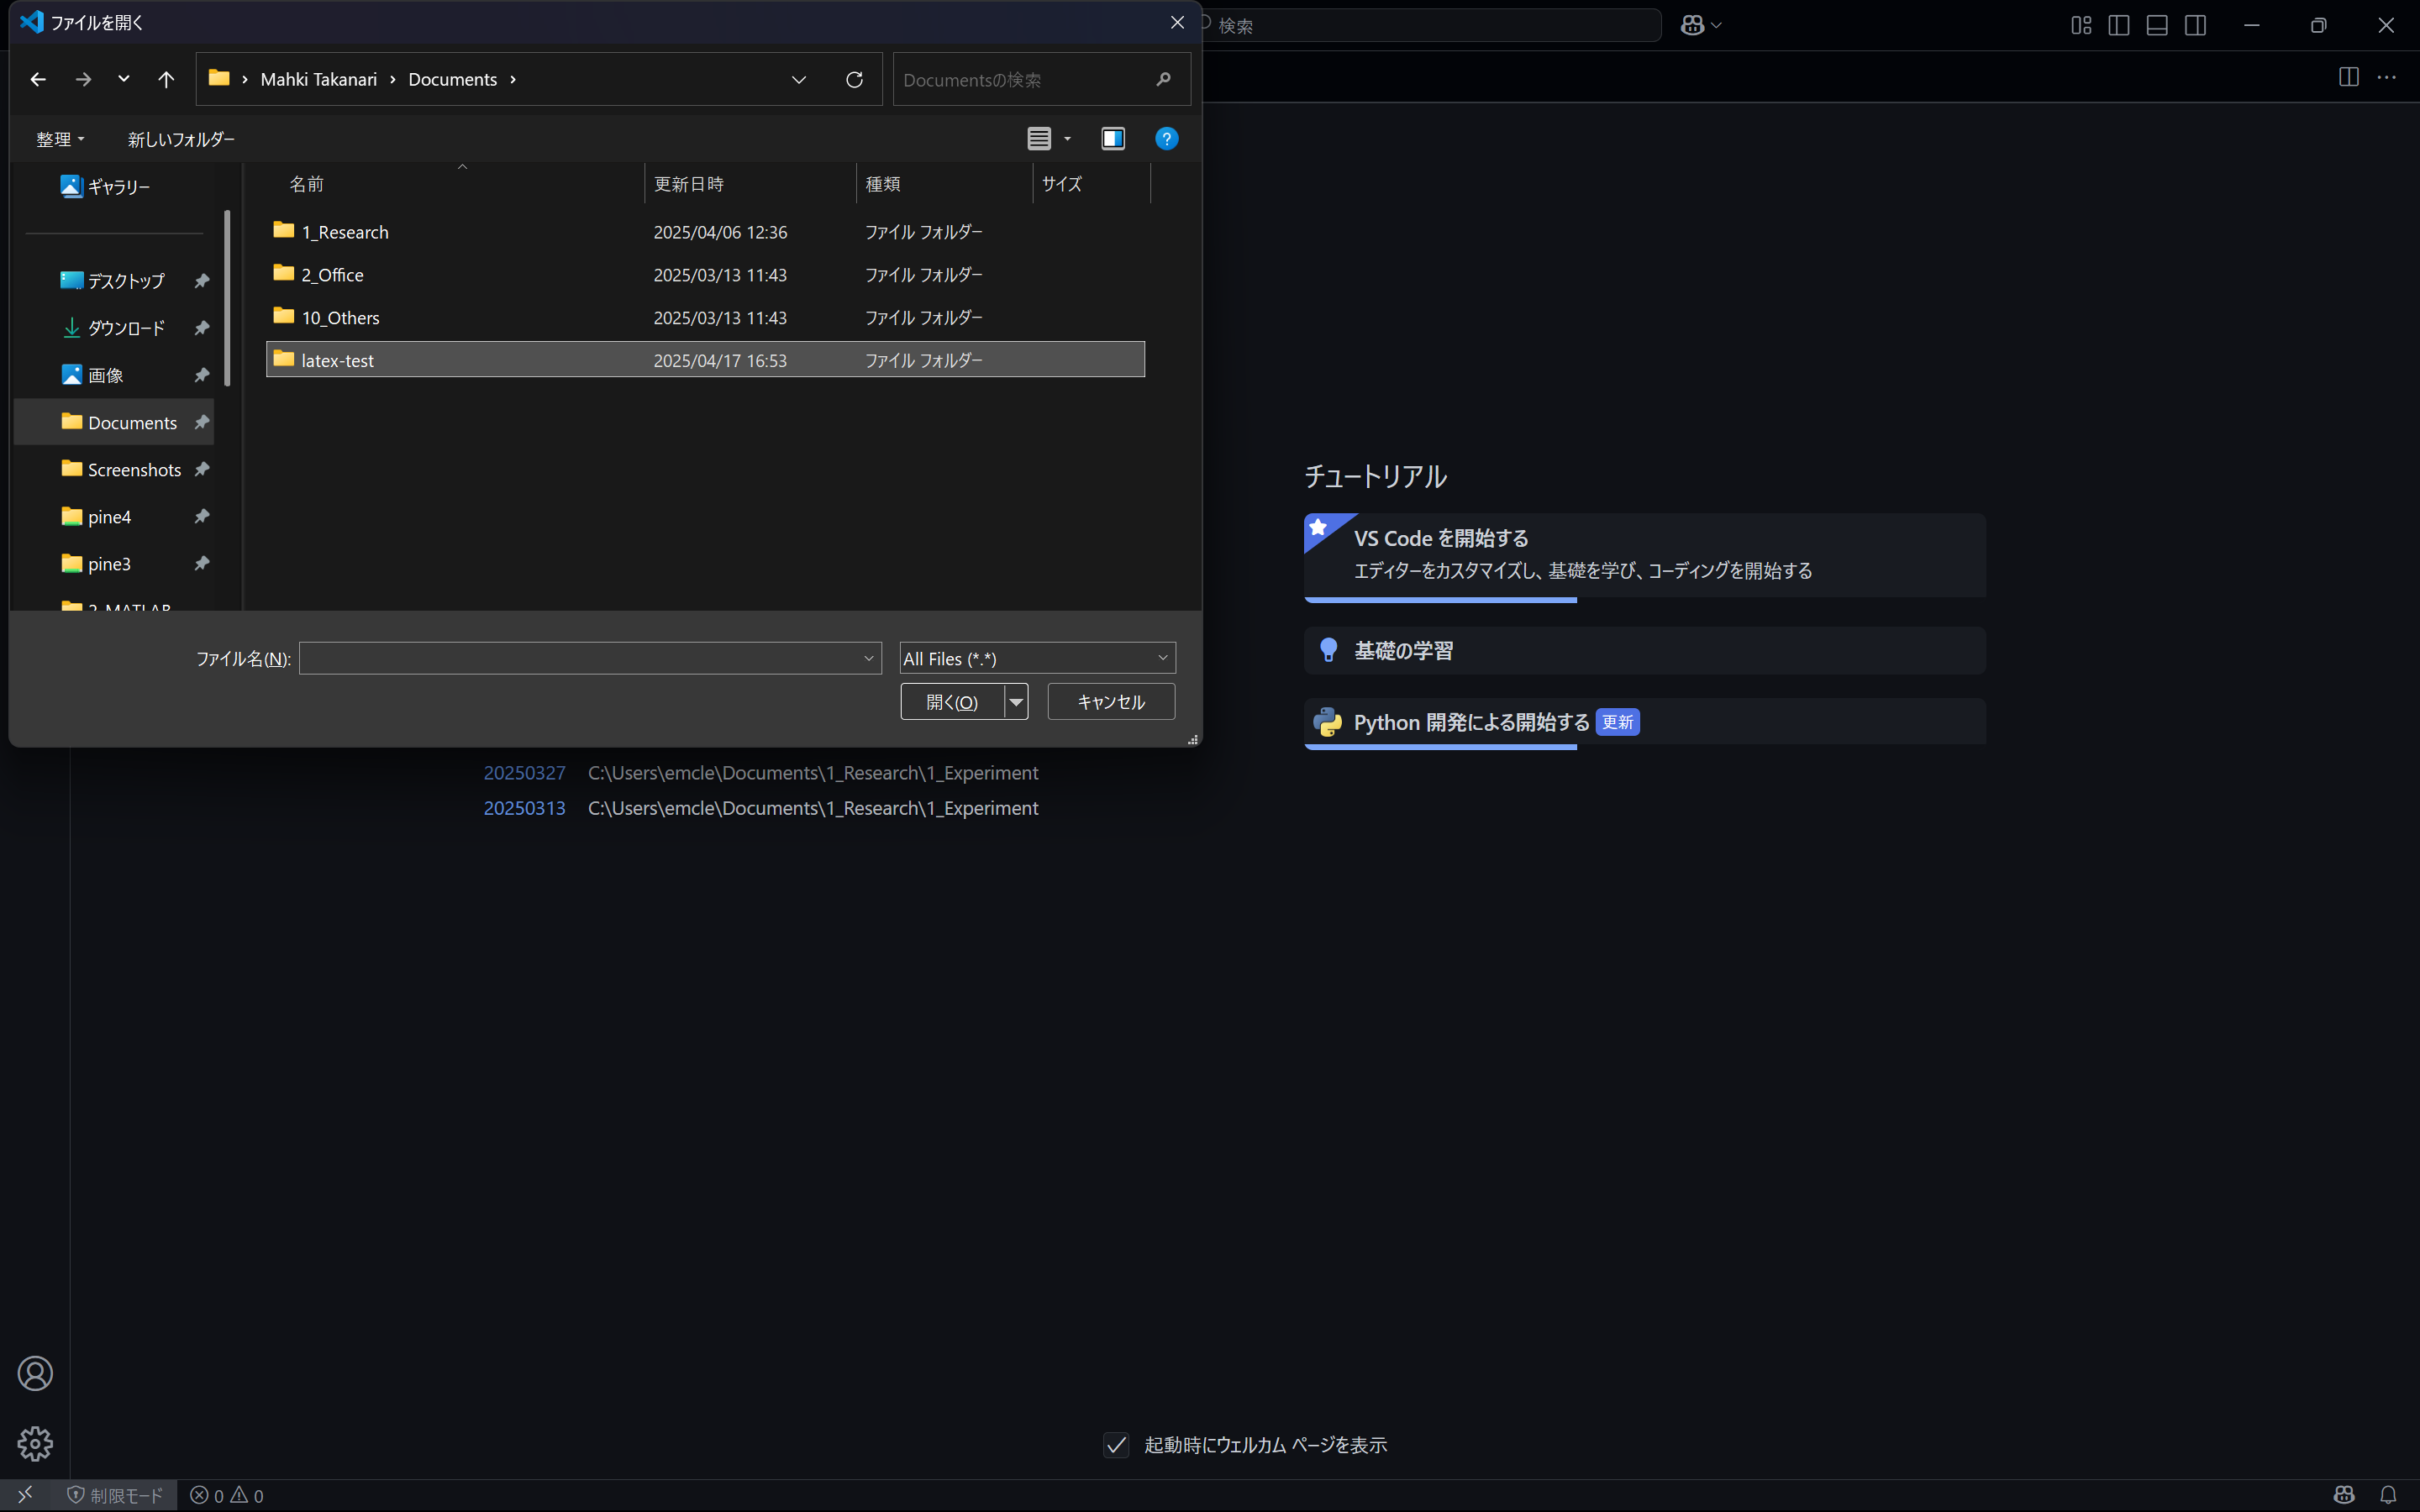 ファイルを開く
検索
Mahki Takanari › Documents ›
Documentsの検索
整理
新しいフォルダー
ギャラリー
デスクトップ
ダウンロード
画像
Documents
Screenshots
pine4
pine3
2_MATLAB
名前 更新日時 種類 サイズ
1_Research 2025/04/06 12:36 ファイル フォルダー
2_Office 2025/03/13 11:43 ファイル フォルダー
10_Others 2025/03/13 11:43 ファイル フォルダー
latex-test 2025/04/17 16:53 ファイル フォルダー
ファイル名(N):
All Files (*.*)
開く(O)
キャンセル
チュートリアル
VS Code を開始する
エディターをカスタマイズし、基礎を学び、コーディングを開始する
基礎の学習
Python 開発による開始する 更新
20250327 C:\Users\emcle\Documents\1_Research\1_Experiment
20250313 C:\Users\emcle\Documents\1_Research\1_Experiment
起動時にウェルカム ページを表示
制限モード 0 0